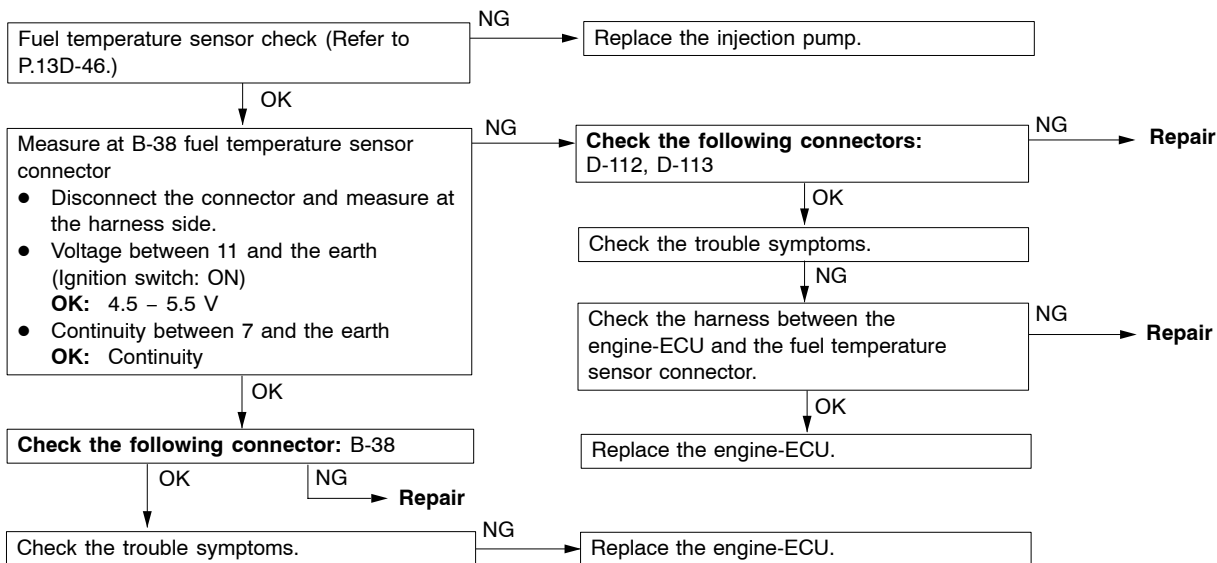 Fuel temperature sensor check (Refer to
P.13D-46.)
NG
Replace the injection pump.
OK
Measure at B-38 fuel temperature sensor
connector
● Disconnect the connector and measure at
the harness side.
● Voltage between 11 and the earth
(Ignition switch: ON)
OK: 4.5 – 5.5 V
● Continuity between 7 and the earth
OK: Continuity
NG
Check the following connectors:
D-112, D-113
NG
Repair
OK
Check the trouble symptoms.
NG
Check the harness between the
engine-ECU and the fuel temperature
sensor connector.
NG
Repair
OK
Replace the engine-ECU.
OK
Check the following connector: B-38
OK
NG
Repair
Check the trouble symptoms.
NG
Replace the engine-ECU.